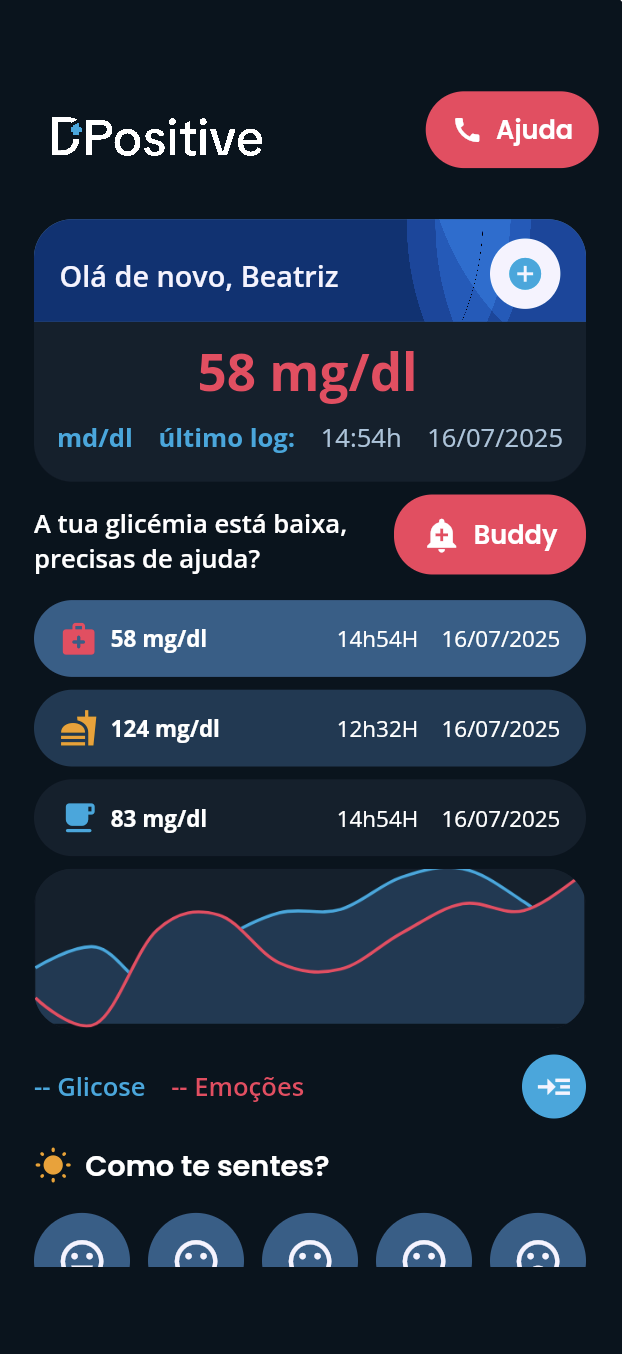 DPositive
Ajuda
Olá de novo, Beatriz
58 mg/dl
md/dl último log: 14:54h 16/07/2025
A tua glicémia está baixa,
precisas de ajuda?
Buddy
58 mg/dl 14h54H 16/07/2025
124 mg/dl 12h32H 16/07/2025
83 mg/dl 14h54H 16/07/2025
-- Glicose -- Emoções
Como te sentes?